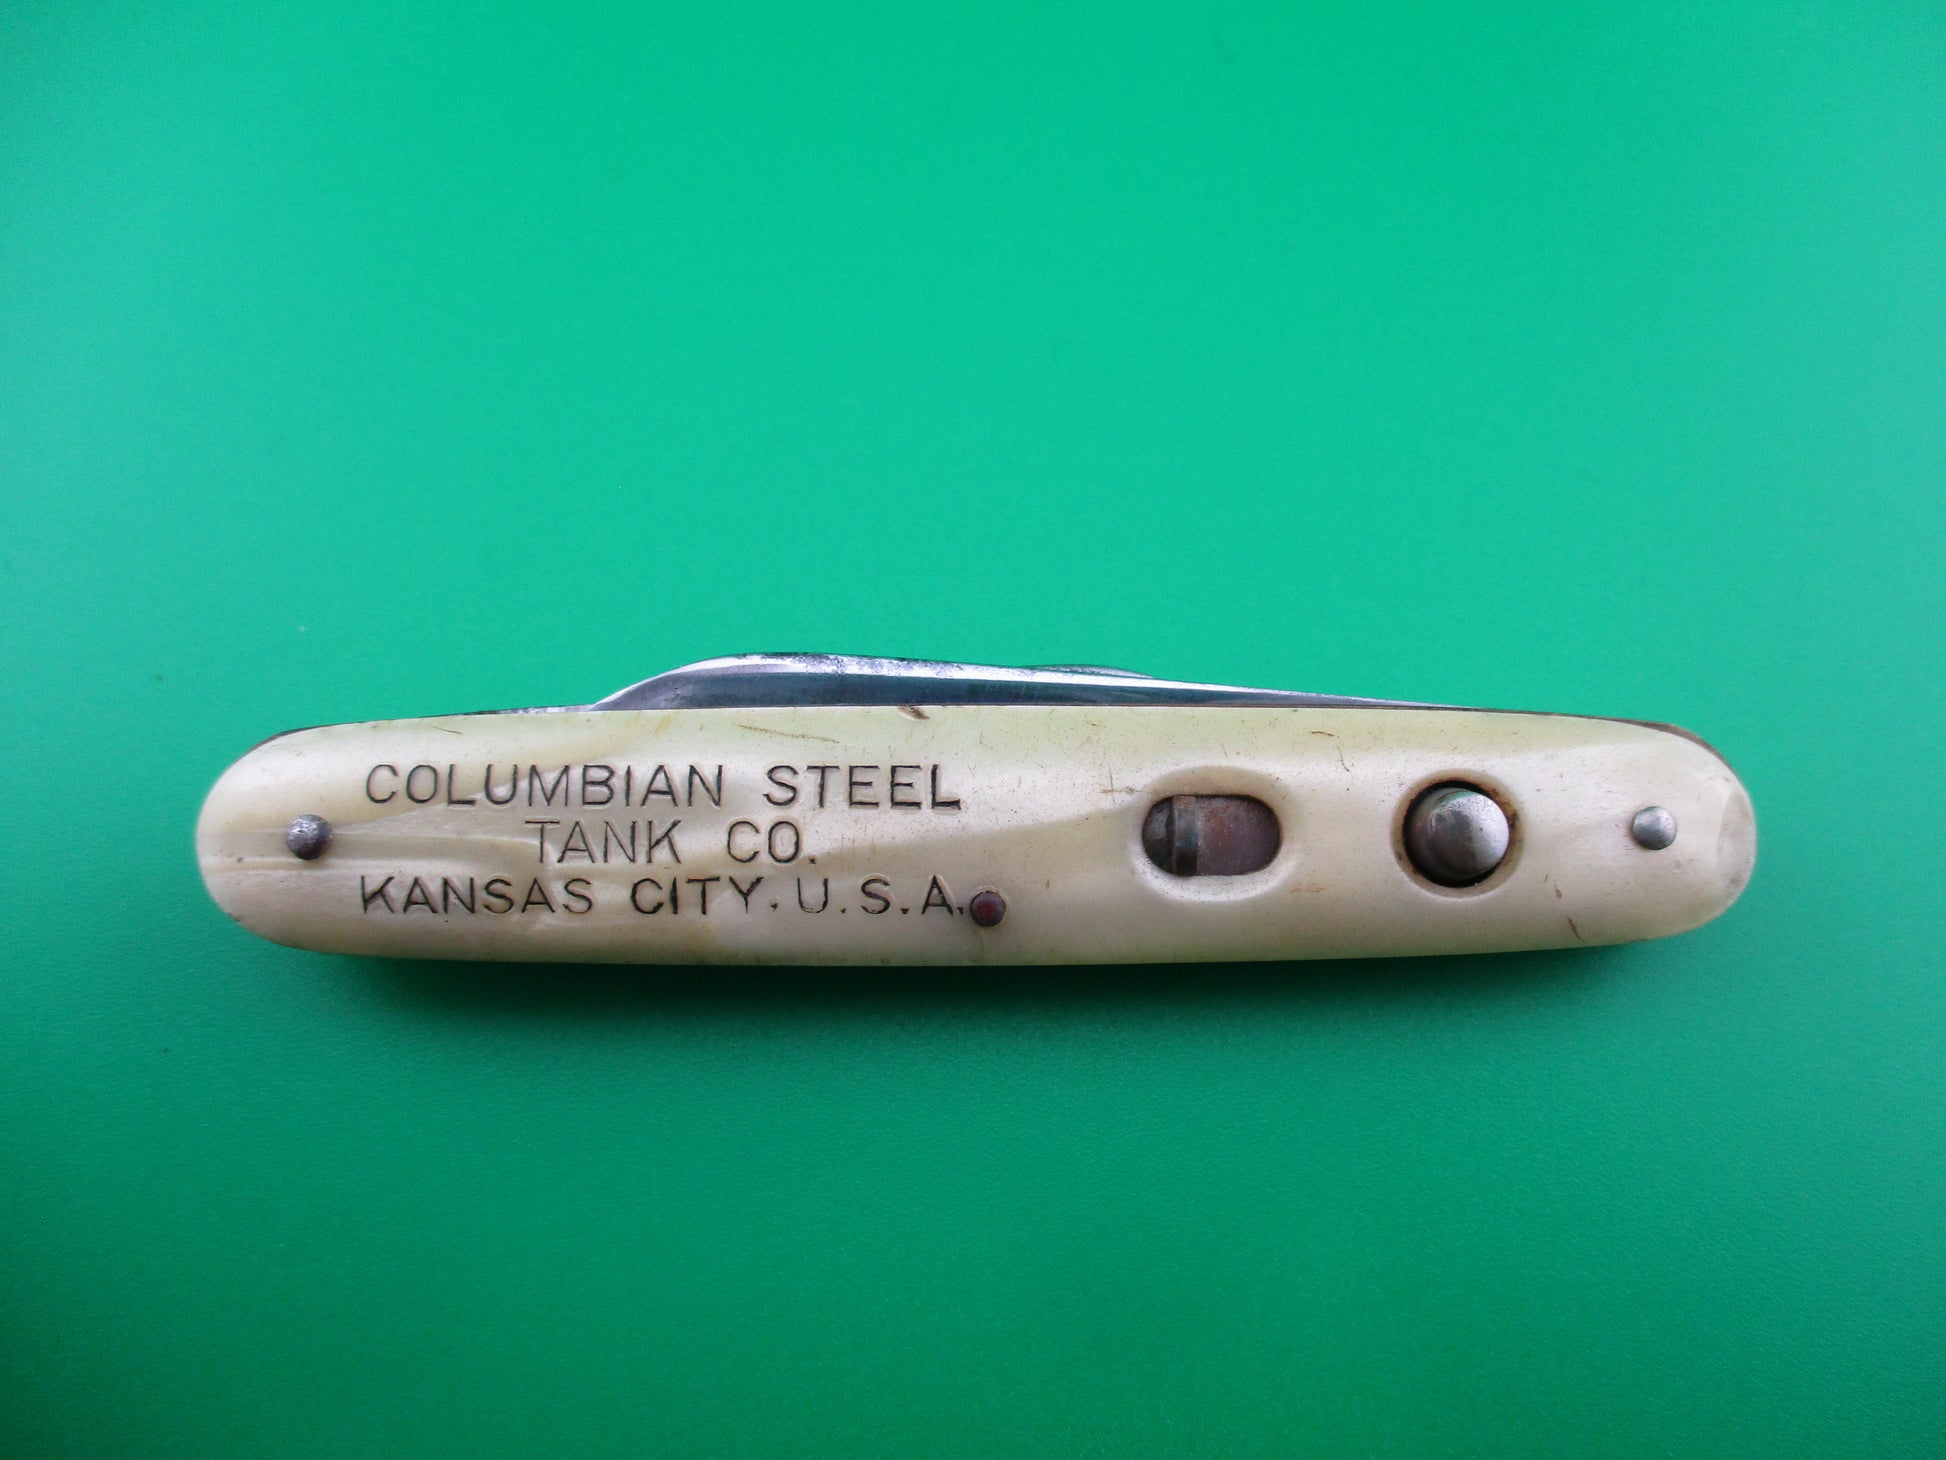 COLUMBIAN STEEL
TANK CO.
KANSAS CITY. U.S.A.